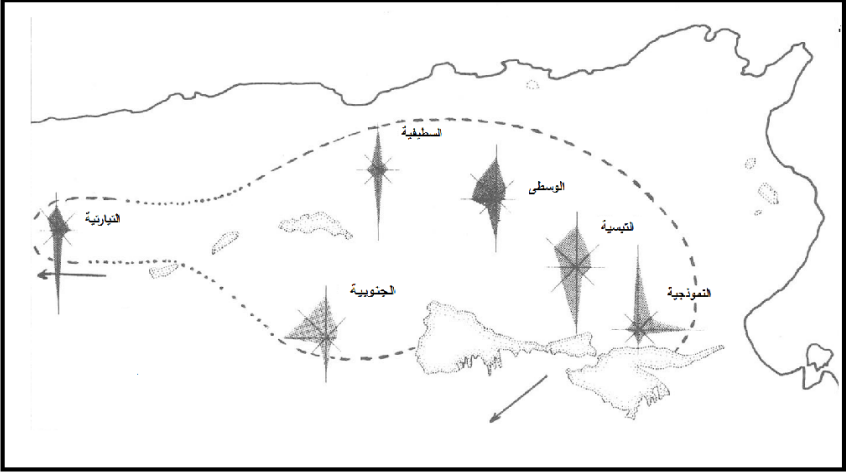 السطيفية
الوسطى
التيارتية
التبسية
الجنوبية
النموذجية